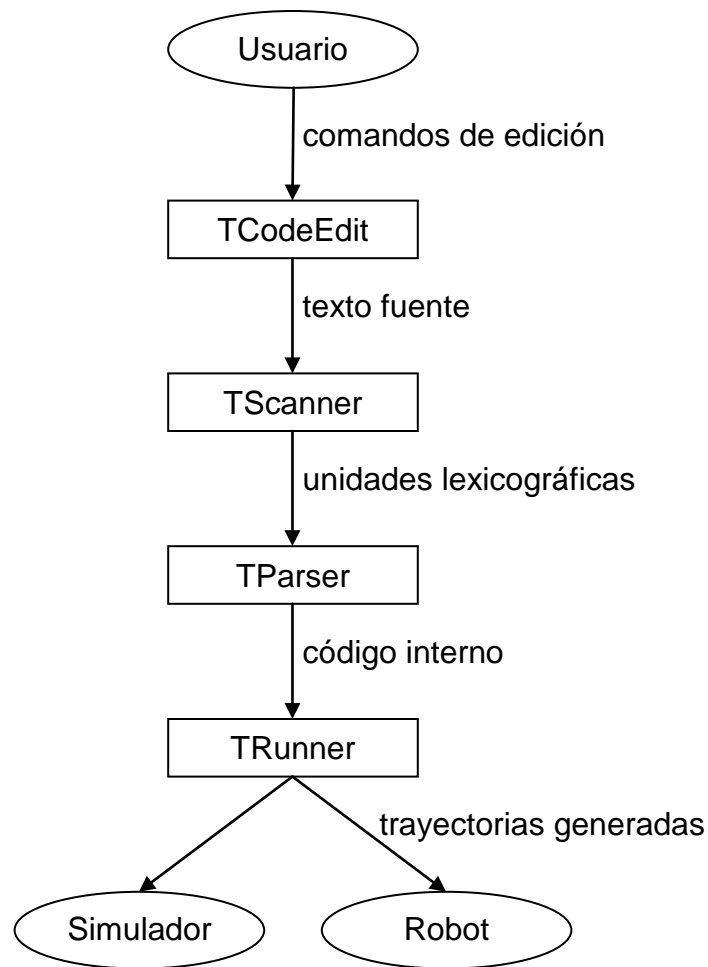 Usuario
comandos de edición
TCodeEdit
texto fuente
TScanner
unidades lexicográficas
TParser
código interno
TRunner
trayectorias generadas
Simulador
Robot